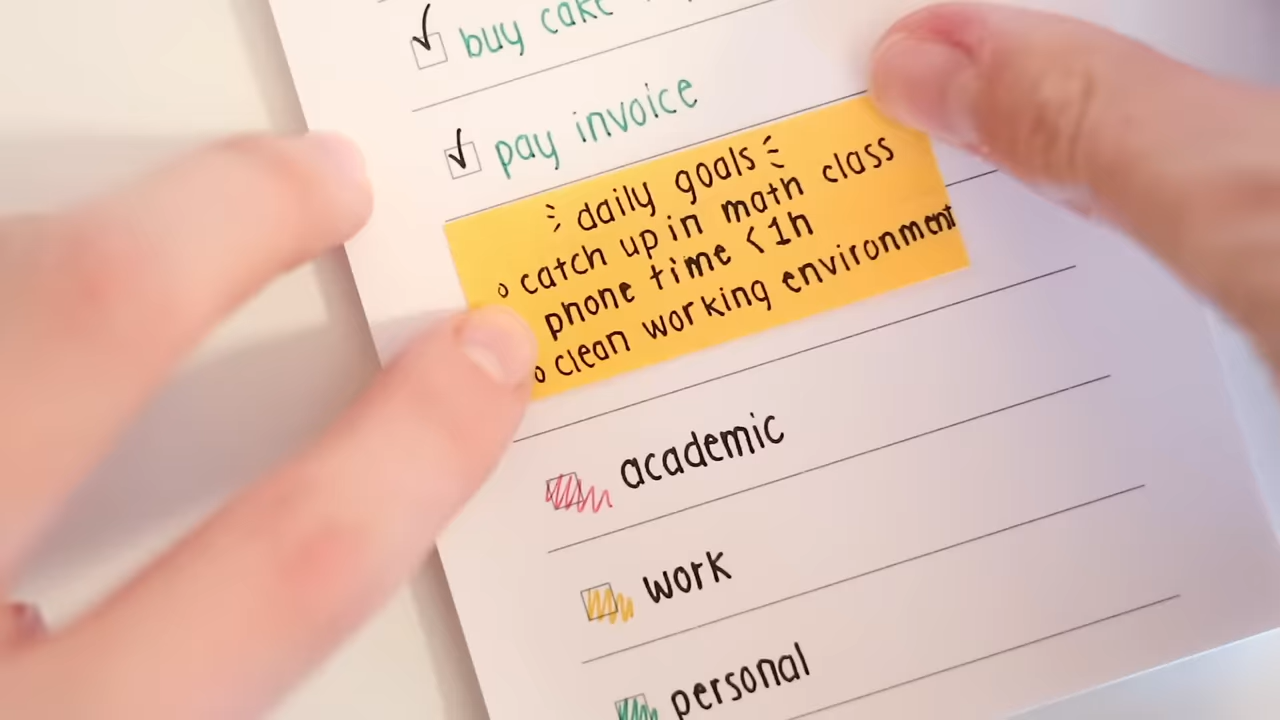 buy cake
pay invoice
daily goals
catch up in math class
phone time <1h
clean working environment
academic
work
personal